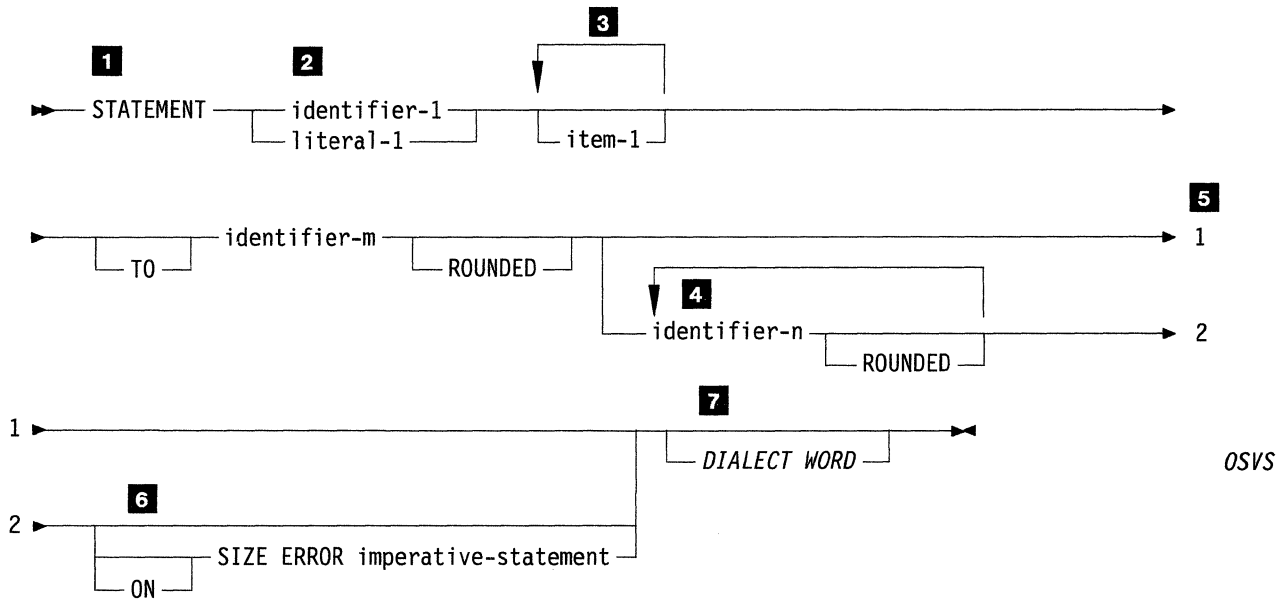 3
1 2
STATEMENT identifier-1
literal-1 item-1
5
TO identifier-m ROUNDED 1
4
identifier-n 2
ROUNDED
7
1
DIALECT WORD OSVS
6
2
SIZE ERROR imperative-statement
ON